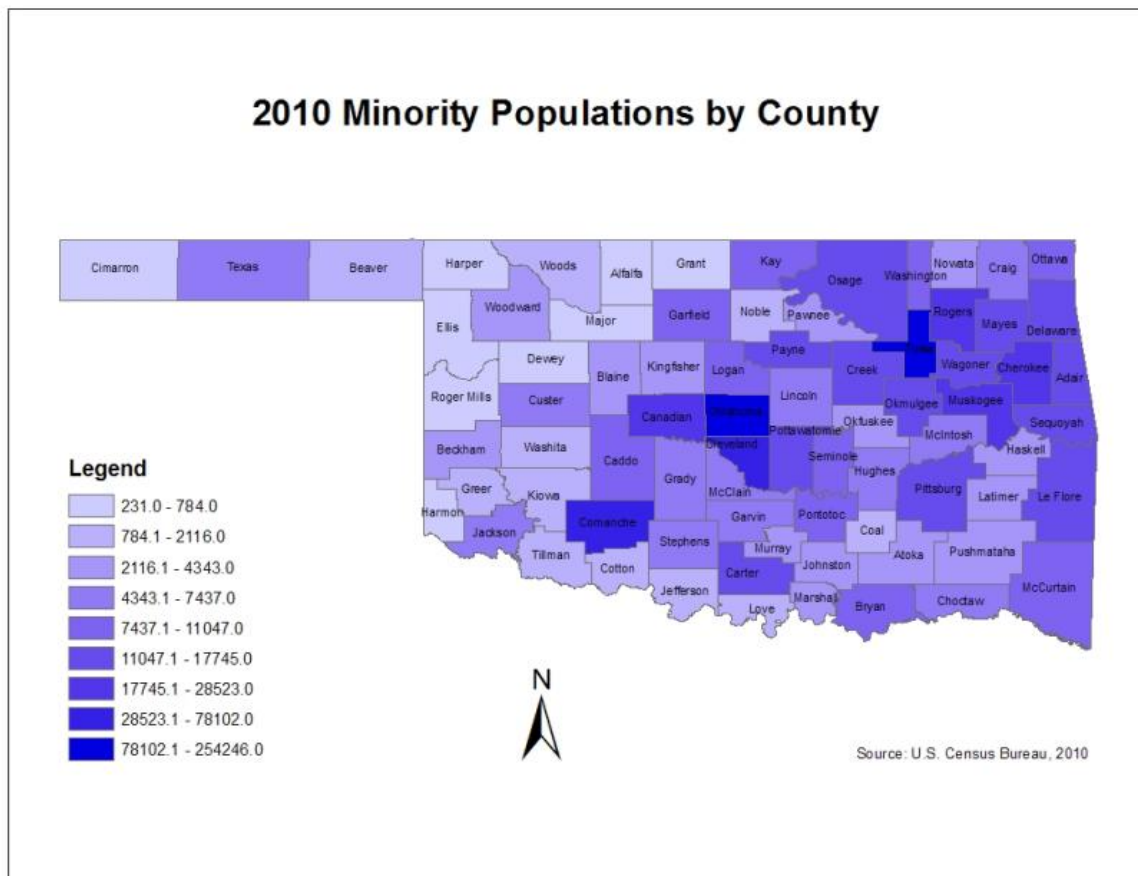 2010 Minority Populations by County
Cimarron
Texas
Beaver
Harper
Woods
Alfalfa
Grant
Kay
Osage
Washington
Nowata
Craig
Ottawa
Woodward
Ellis
Major
Garfield
Noble
Pawnee
Rogers
Mayes
Delaware
Dewey
Blaine
Kingfisher
Logan
Payne
Creek
Tulsa
Wagoner
Cherokee
Adair
Roger Mills
Custer
Canadian
Oklahoma
Lincoln
Okfuskee
Okmulgee
Muskogee
Sequoyah
Beckham
Washita
Caddo
Cleveland
Pottawatomie
Seminole
McIntosh
Haskell
Hughes
Pittsburg
Latimer
Le Flore
Greer
Kiowa
Grady
McClain
Harmon
Jackson
Comanche
Garvin
Pontotoc
Coal
Tillman
Cotton
Stephens
Murray
Johnston
Atoka
Pushmataha
McCurtain
Jefferson
Carter
Love
Marshall
Bryan
Choctaw
Legend
231.0 - 784.0
784.1 - 2116.0
2116.1 - 4343.0
4343.1 - 7437.0
7437.1 - 11047.0
11047.1 - 17745.0
17745.1 - 28523.0
28523.1 - 78102.0
78102.1 - 254246.0
N
Source: U.S. Census Bureau, 2010